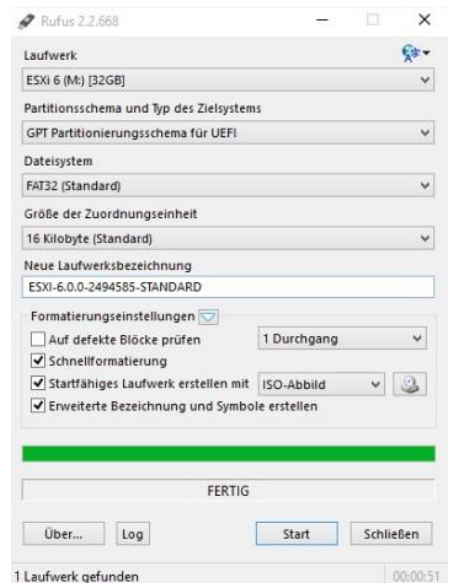 Rufus 2.2.668
Laufwerk
ESXi 6 (M:) [32GB]
Partitionsschema und Typ des Zielsystems
GPT Partitionierungsschema für UEFI
Dateisystem
FAT32 (Standard)
Größe der Zuordnungseinheit
16 Kilobyte (Standard)
Neue Laufwerksbezeichnung
ESXI-6.0.0-2494585-STANDARD
Formatierungseinstellungen
Auf defekte Blöcke prüfen 1 Durchgang
Schnellformatierung
Startfähiges Laufwerk erstellen mit ISO-Abbild
Erweiterte Bezeichnung und Symbole erstellen
FERTIG
Über... Log Start Schließen
1 Laufwerk gefunden 00:00:51